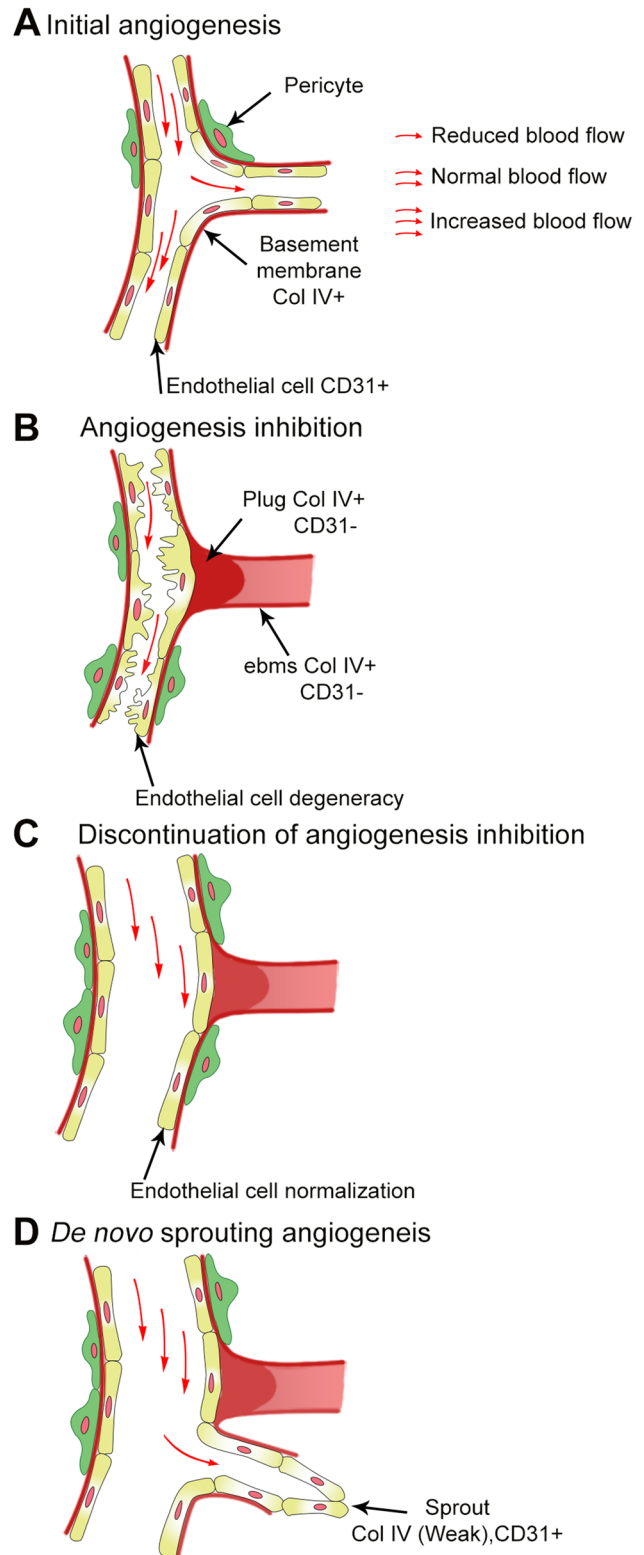 A Initial angiogenesis
Pericyte
Reduced blood flow
Normal blood flow
Increased blood flow
Basement
membrane
Col IV+
Endothelial cell CD31+
B Angiogenesis inhibition
Plug Col IV+
CD31-
ebms Col IV+
CD31-
Endothelial cell degeneracy
C Discontinuation of angiogenesis inhibition
Endothelial cell normalization
D De novo sprouting angiogeneis
Sprout
Col IV (Weak),CD31+